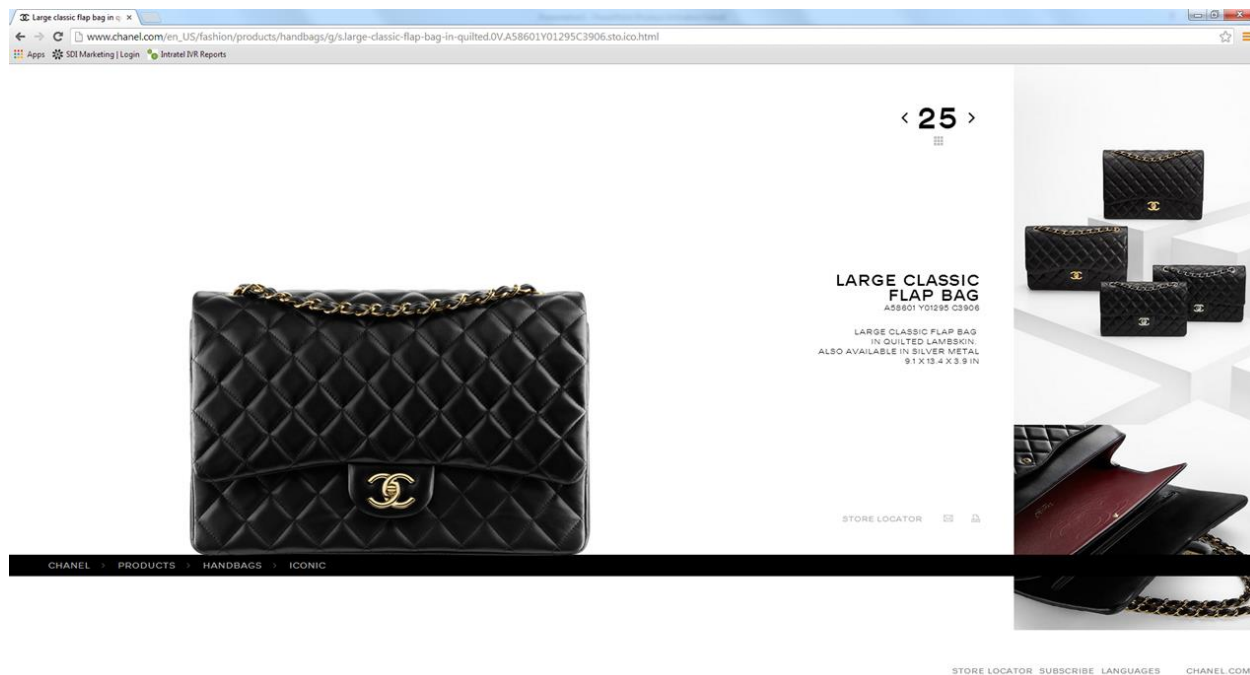 Large classic flap bag in q
www.chanel.com/en_US/fashion/products/handbags/g/s.large-classic-flap-bag-in-quilted.0V.A58601Y01295C3906.sto.ico.html
Apps SDI Marketing | Login Intratel IVR Reports
25
LARGE CLASSIC
FLAP BAG
A58601 Y01295 C3906
LARGE CLASSIC FLAP BAG
IN QUILTED LAMBSKIN.
ALSO AVAILABLE IN SILVER METAL
9.1 X 13.4 X 3.9 IN
STORE LOCATOR
CHANEL > PRODUCTS > HANDBAGS > ICONIC
STORE LOCATOR SUBSCRIBE LANGUAGES CHANEL.COM